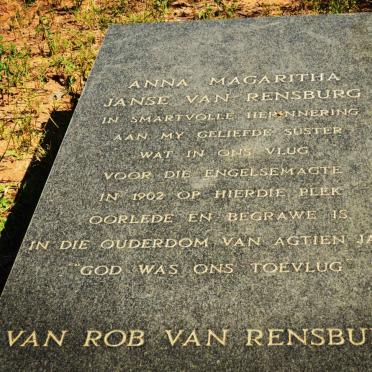 ANNA MAGARITHA
JANSE VAN RENSBURG
IN SMARTVOLLE HERINNERING
AAN MY GELIEFDE SUSTER
WAT IN ONS VLUG
VOOR DIE ENGELSEMAGTE
IN 1902 OP HIERDIE PLEK
OORLEDE EN BEGRAWE IS
IN DIE OUDERDOM VAN AGTIEN JA
"GOD WAS ONS TOEVLUG
VAN ROB VAN RENSBU